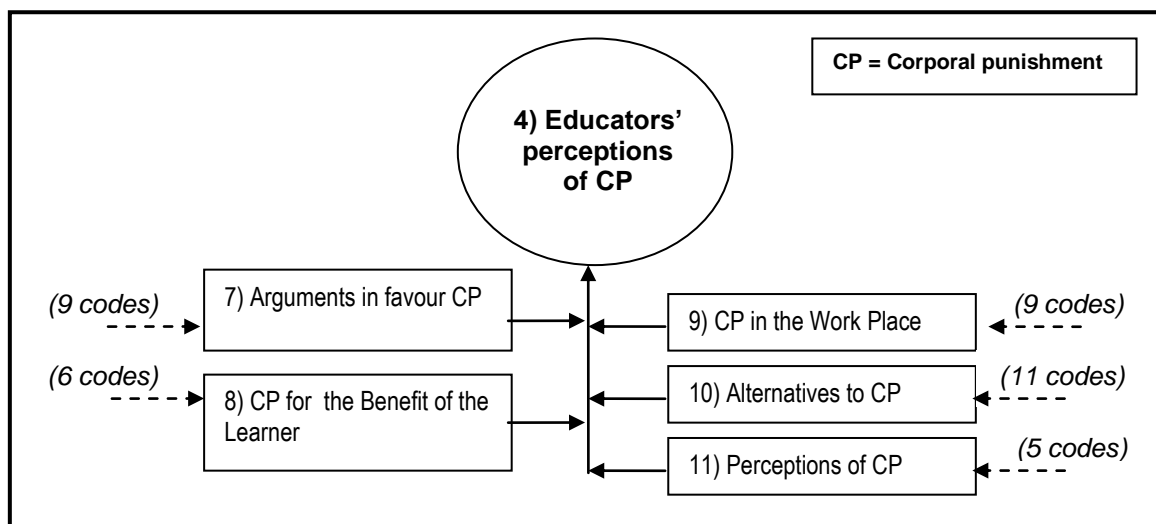 CP = Corporal punishment
4) Educators’
perceptions
of CP
(9 codes)
7) Arguments in favour CP
(6 codes)
8) CP for the Benefit of the
Learner
9) CP in the Work Place
(9 codes)
10) Alternatives to CP
(11 codes)
11) Perceptions of CP
(5 codes)